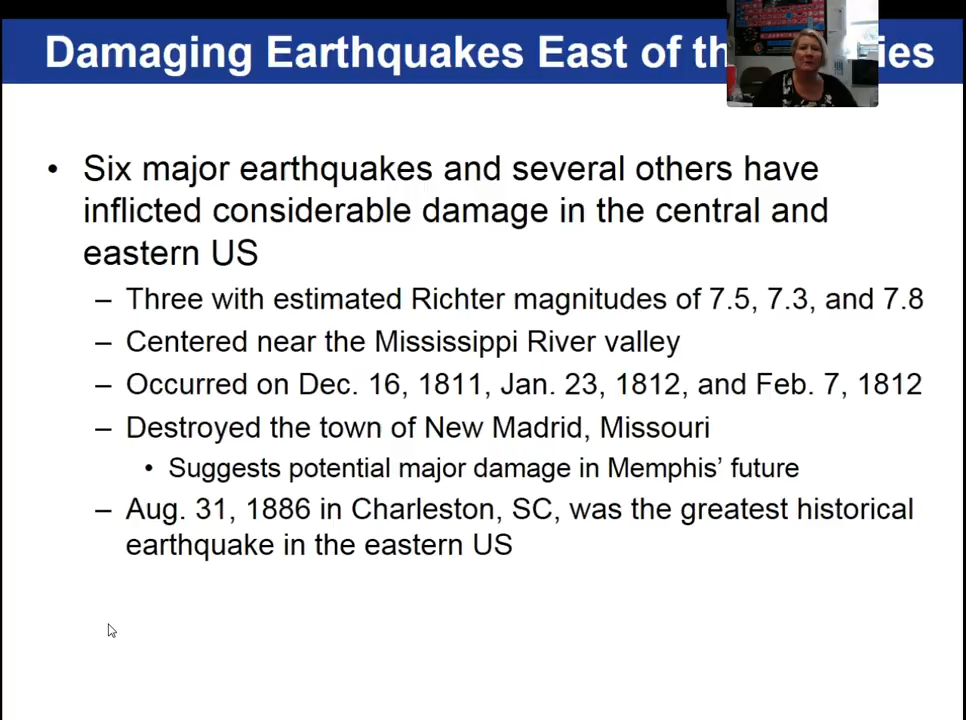 Damaging Earthquakes East of th ies
• Six major earthquakes and several others have
inflicted considerable damage in the central and
eastern US
– Three with estimated Richter magnitudes of 7.5, 7.3, and 7.8
– Centered near the Mississippi River valley
– Occurred on Dec. 16, 1811, Jan. 23, 1812, and Feb. 7, 1812
– Destroyed the town of New Madrid, Missouri
• Suggests potential major damage in Memphis’ future
– Aug. 31, 1886 in Charleston, SC, was the greatest historical
earthquake in the eastern US